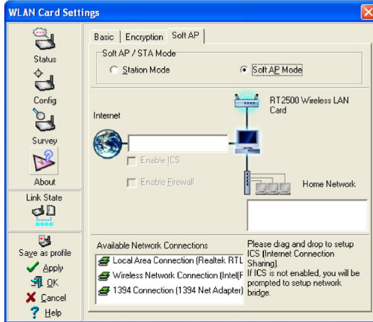 WLAN Card Settings
Status
Config
Survey
About
Link State
Save as profile
Apply
OK
Cancel
Help
Basic
Encryption
Soft AP
Soft AP / STA Mode
Station Mode
Soft AP Mode
Internet
RT2500 Wireless LAN
Card
Enable ICS
Enable Firewall
Home Network
Available Network Connections
Local Area Connection (Realtek RTL
Wireless Network Connection (Intel(F
1394 Connection (1394 Net Adapter)
Please drag and drop to setup
ICS (Internet Connection
Sharing).
If ICS is not enabled, you will be
prompted to setup network
bridge.